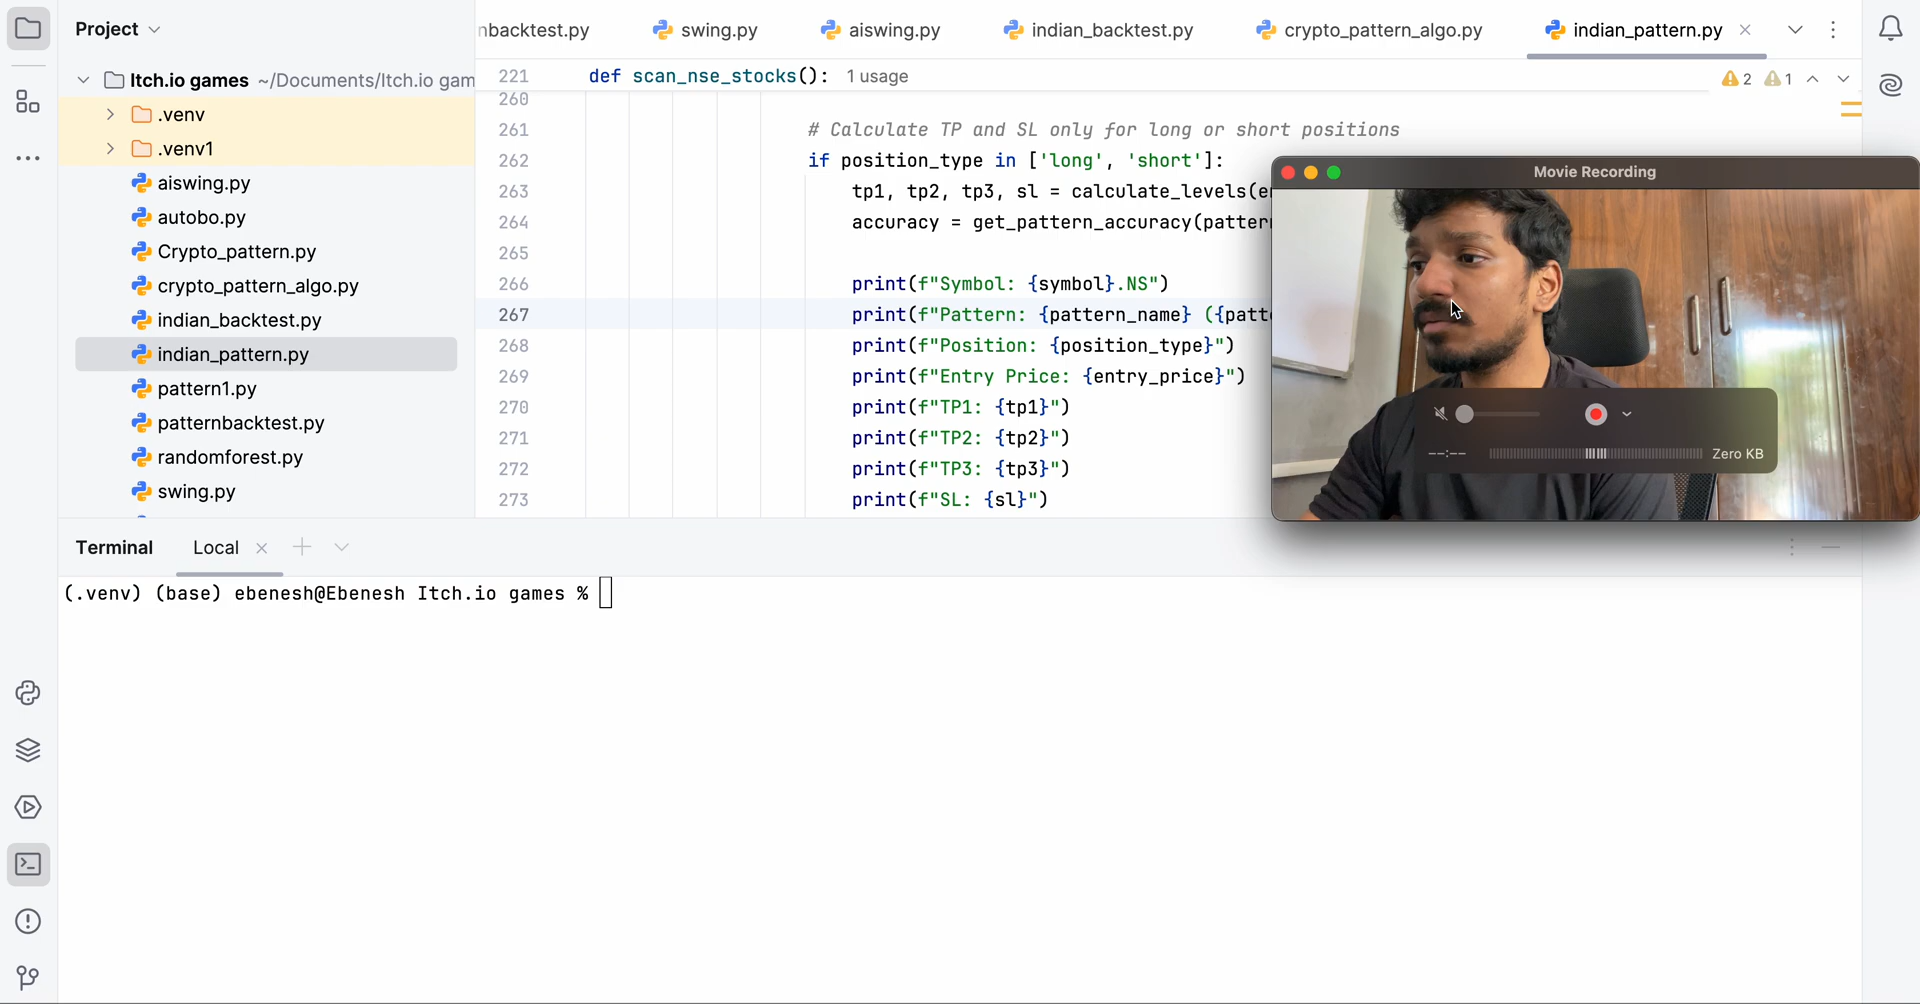 Project
nbacktest.py
swing.py
aiswing.py
indian_backtest.py
crypto_pattern_algo.py
indian_pattern.py
Itch.io games ~/Documents/Itch.io gam
.venv
.venv1
aiswing.py
autobo.py
Crypto_pattern.py
crypto_pattern_algo.py
indian_backtest.py
indian_pattern.py
pattern1.py
patternbacktest.py
randomforest.py
swing.py
221 def scan_nse_stocks(): 1 usage
2 1
260
261 # Calculate TP and SL only for long or short positions
262 if position_type in ['long', 'short']:
263 tp1, tp2, tp3, sl = calculate_levels(e
264 accuracy = get_pattern_accuracy(patter
265
266 print(f"Symbol: {symbol}.NS")
267 print(f"Pattern: {pattern_name} ({patt
268 print(f"Position: {position_type}")
269 print(f"Entry Price: {entry_price}")
270 print(f"TP1: {tp1}")
271 print(f"TP2: {tp2}")
272 print(f"TP3: {tp3}")
273 print(f"SL: {sl}")
Movie Recording
--:-- Zero KB
Terminal Local
(.venv) (base) ebenesh@Ebenesh Itch.io games %